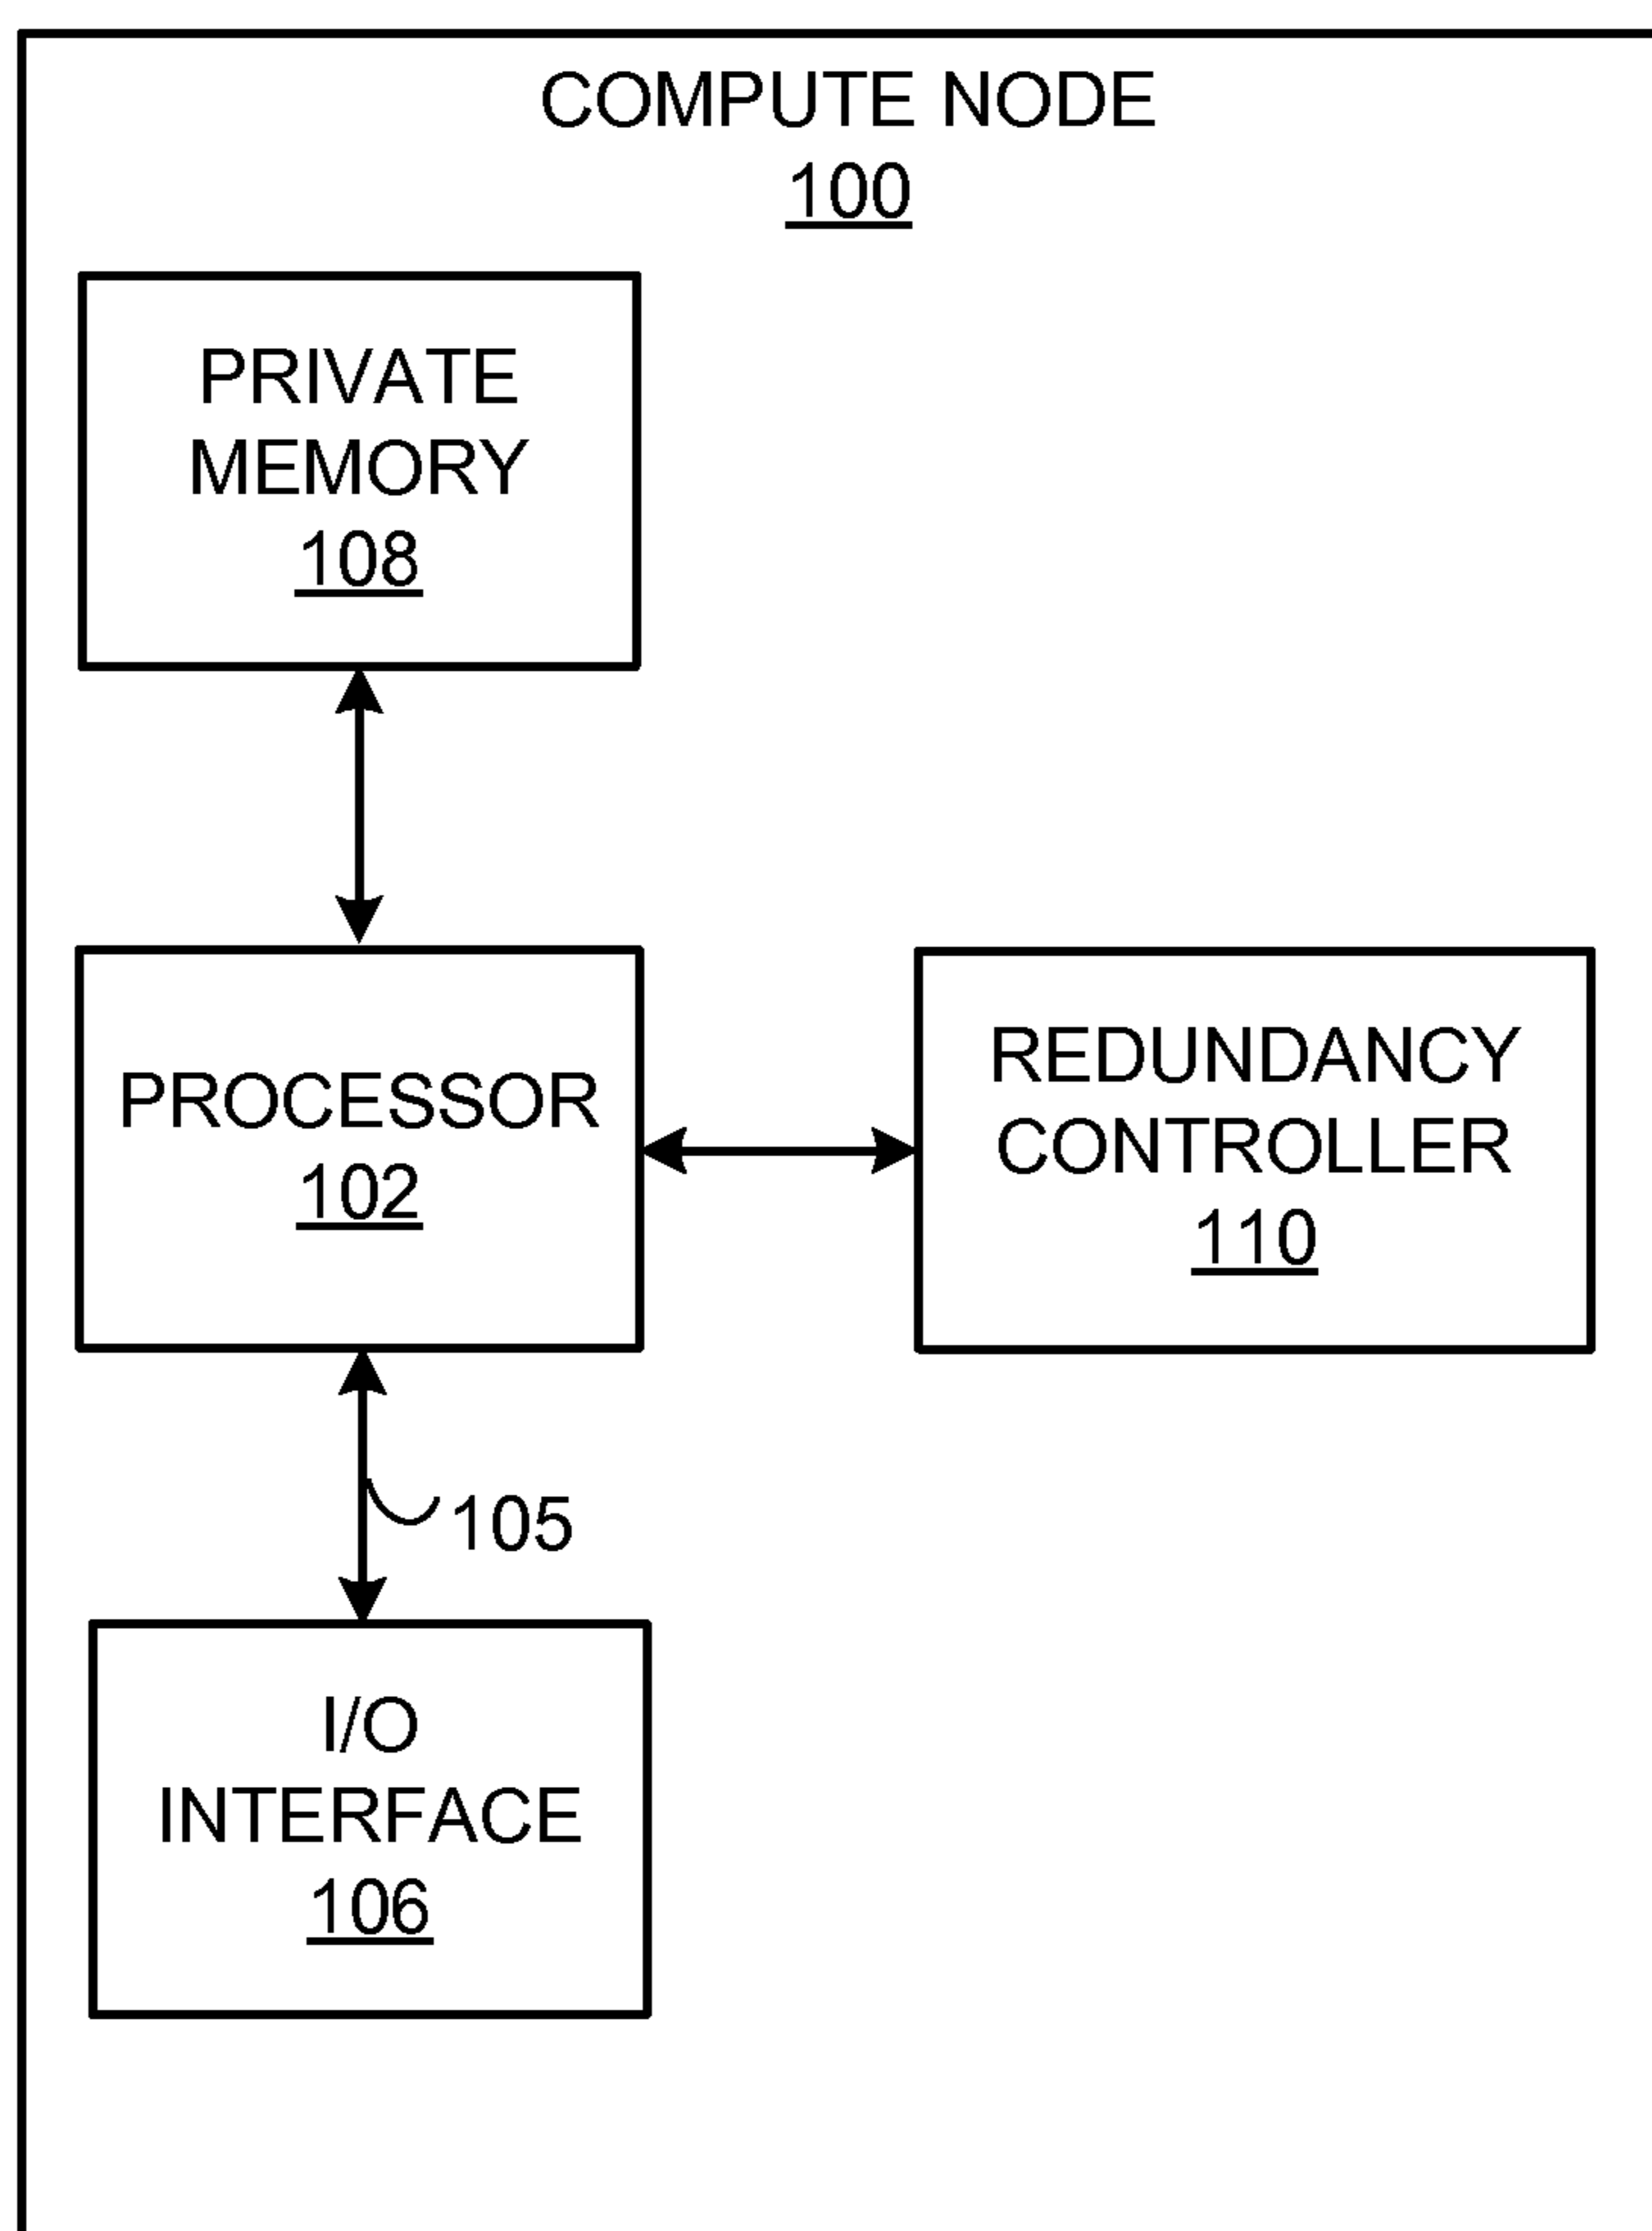 COMPUTE NODE
100
PRIVATE
MEMORY
108
PROCESSOR
102
REDUNDANCY
CONTROLLER
110
105
I/O
INTERFACE
106